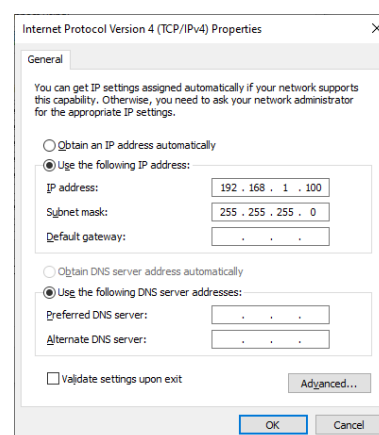 Internet Protocol Version 4 (TCP/IPv4) Properties
General
You can get IP settings assigned automatically if your network supports
this capability. Otherwise, you need to ask your network administrator
for the appropriate IP settings.
Obtain an IP address automatically
Use the following IP address:
IP address: 192 . 168 . 1 . 100
Subnet mask: 255 . 255 . 255 . 0
Default gateway: . . .
Obtain DNS server address automatically
Use the following DNS server addresses:
Preferred DNS server: . . .
Alternate DNS server: . . .
Validate settings upon exit
Advanced...
OK Cancel